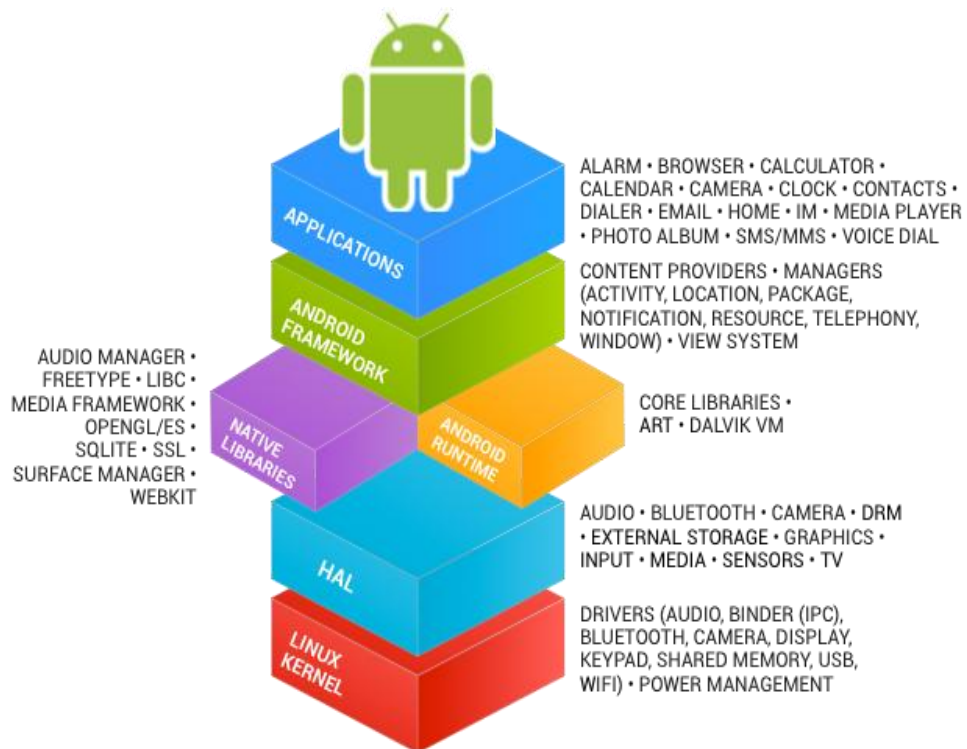 APPLICATIONS
ALARM • BROWSER • CALCULATOR •
CALENDAR • CAMERA • CLOCK • CONTACTS •
DIALER • EMAIL • HOME • IM • MEDIA PLAYER
• PHOTO ALBUM • SMS/MMS • VOICE DIAL
ANDROID
FRAMEWORK
CONTENT PROVIDERS • MANAGERS
(ACTIVITY, LOCATION, PACKAGE,
NOTIFICATION, RESOURCE, TELEPHONY,
WINDOW) • VIEW SYSTEM
AUDIO MANAGER •
FREETYPE • LIBC •
MEDIA FRAMEWORK •
OPENGL/ES •
SQLITE • SSL •
SURFACE MANAGER •
WEBKIT
NATIVE
LIBRARIES
ANDROID
RUNTIME
CORE LIBRARIES •
ART • DALVIK VM
HAL
AUDIO • BLUETOOTH • CAMERA • DRM
• EXTERNAL STORAGE • GRAPHICS •
INPUT • MEDIA • SENSORS • TV
LINUX
KERNEL
DRIVERS (AUDIO, BINDER (IPC),
BLUETOOTH, CAMERA, DISPLAY,
KEYPAD, SHARED MEMORY, USB,
WIFI) • POWER MANAGEMENT